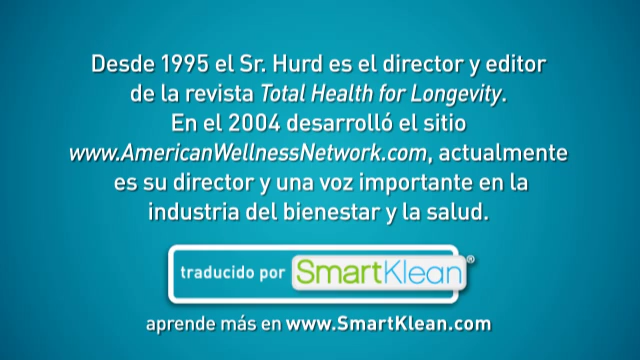 Desde 1995 el Sr. Hurd es el director y editor
de la revista Total Health for Longevity.
En el 2004 desarrolló el sitio
www.AmericanWellnessNetwork.com, actualmente
es su director y una voz importante en la
industria del bienestar y la salud.
traducido por SmartKlean®
aprende más en www.SmartKlean.com